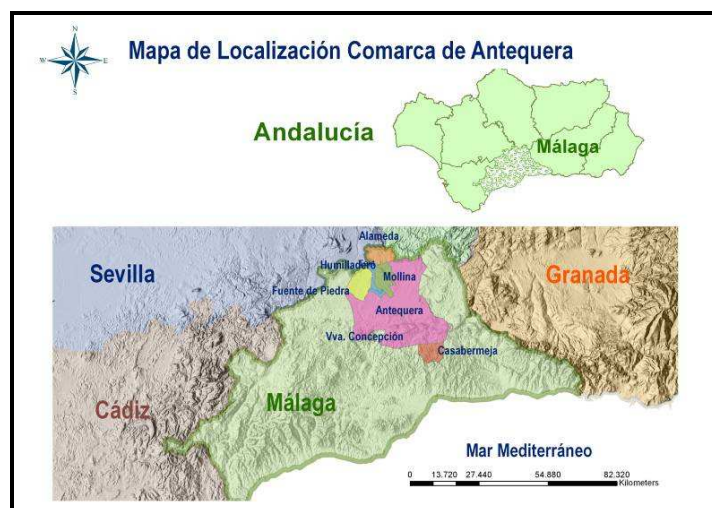 N
W E
S
Mapa de Localización Comarca de Antequera
Andalucía
Málaga
Alameda
Sevilla
Humilladero
Mollina
Granada
Fuente de Piedra
Antequera
Vva. Concepción
Casabermeja
Cádiz
Málaga
Mar Mediterráneo
0 13.720 27.440 54.880 82.320
Kilometers